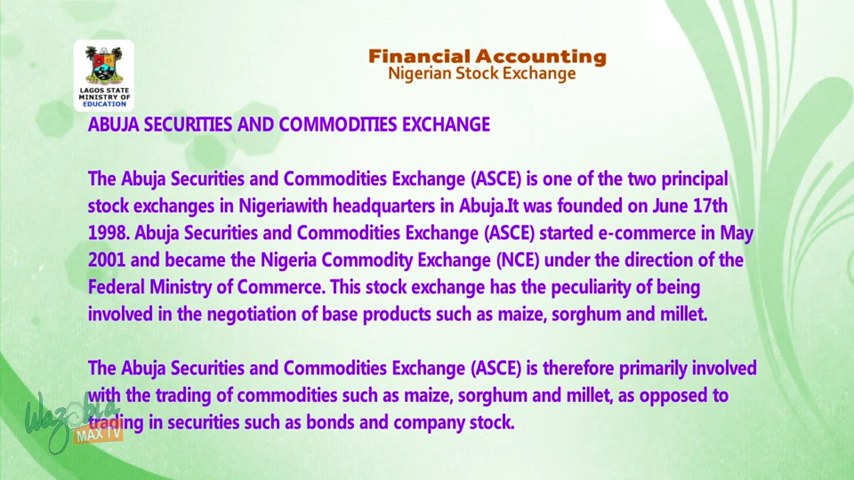 LAGOS STATE
MINISTRY OF
EDUCATION
Financial Accounting
Nigerian Stock Exchange
ABUJA SECURITIES AND COMMODITIES EXCHANGE
The Abuja Securities and Commodities Exchange (ASCE) is one of the two principal
stock exchanges in Nigeriawith headquarters in Abuja.It was founded on June 17th
1998. Abuja Securities and Commodities Exchange (ASCE) started e-commerce in May
2001 and became the Nigeria Commodity Exchange (NCE) under the direction of the
Federal Ministry of Commerce. This stock exchange has the peculiarity of being
involved in the negotiation of base products such as maize, sorghum and millet.
The Abuja Securities and Commodities Exchange (ASCE) is therefore primarily involved
with the trading of commodities such as maize, sorghum and millet, as opposed to
trading in securities such as bonds and company stock.
Wazobia
MAX TV